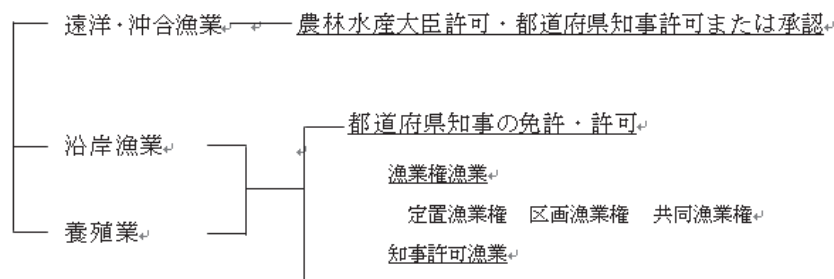 遠洋・沖合漁業 農林水産大臣許可・都道府県知事許可または承認
都道府県知事の免許・許可
沿岸漁業
漁業権漁業
定置漁業権 区画漁業権 共同漁業権
養殖業
知事許可漁業